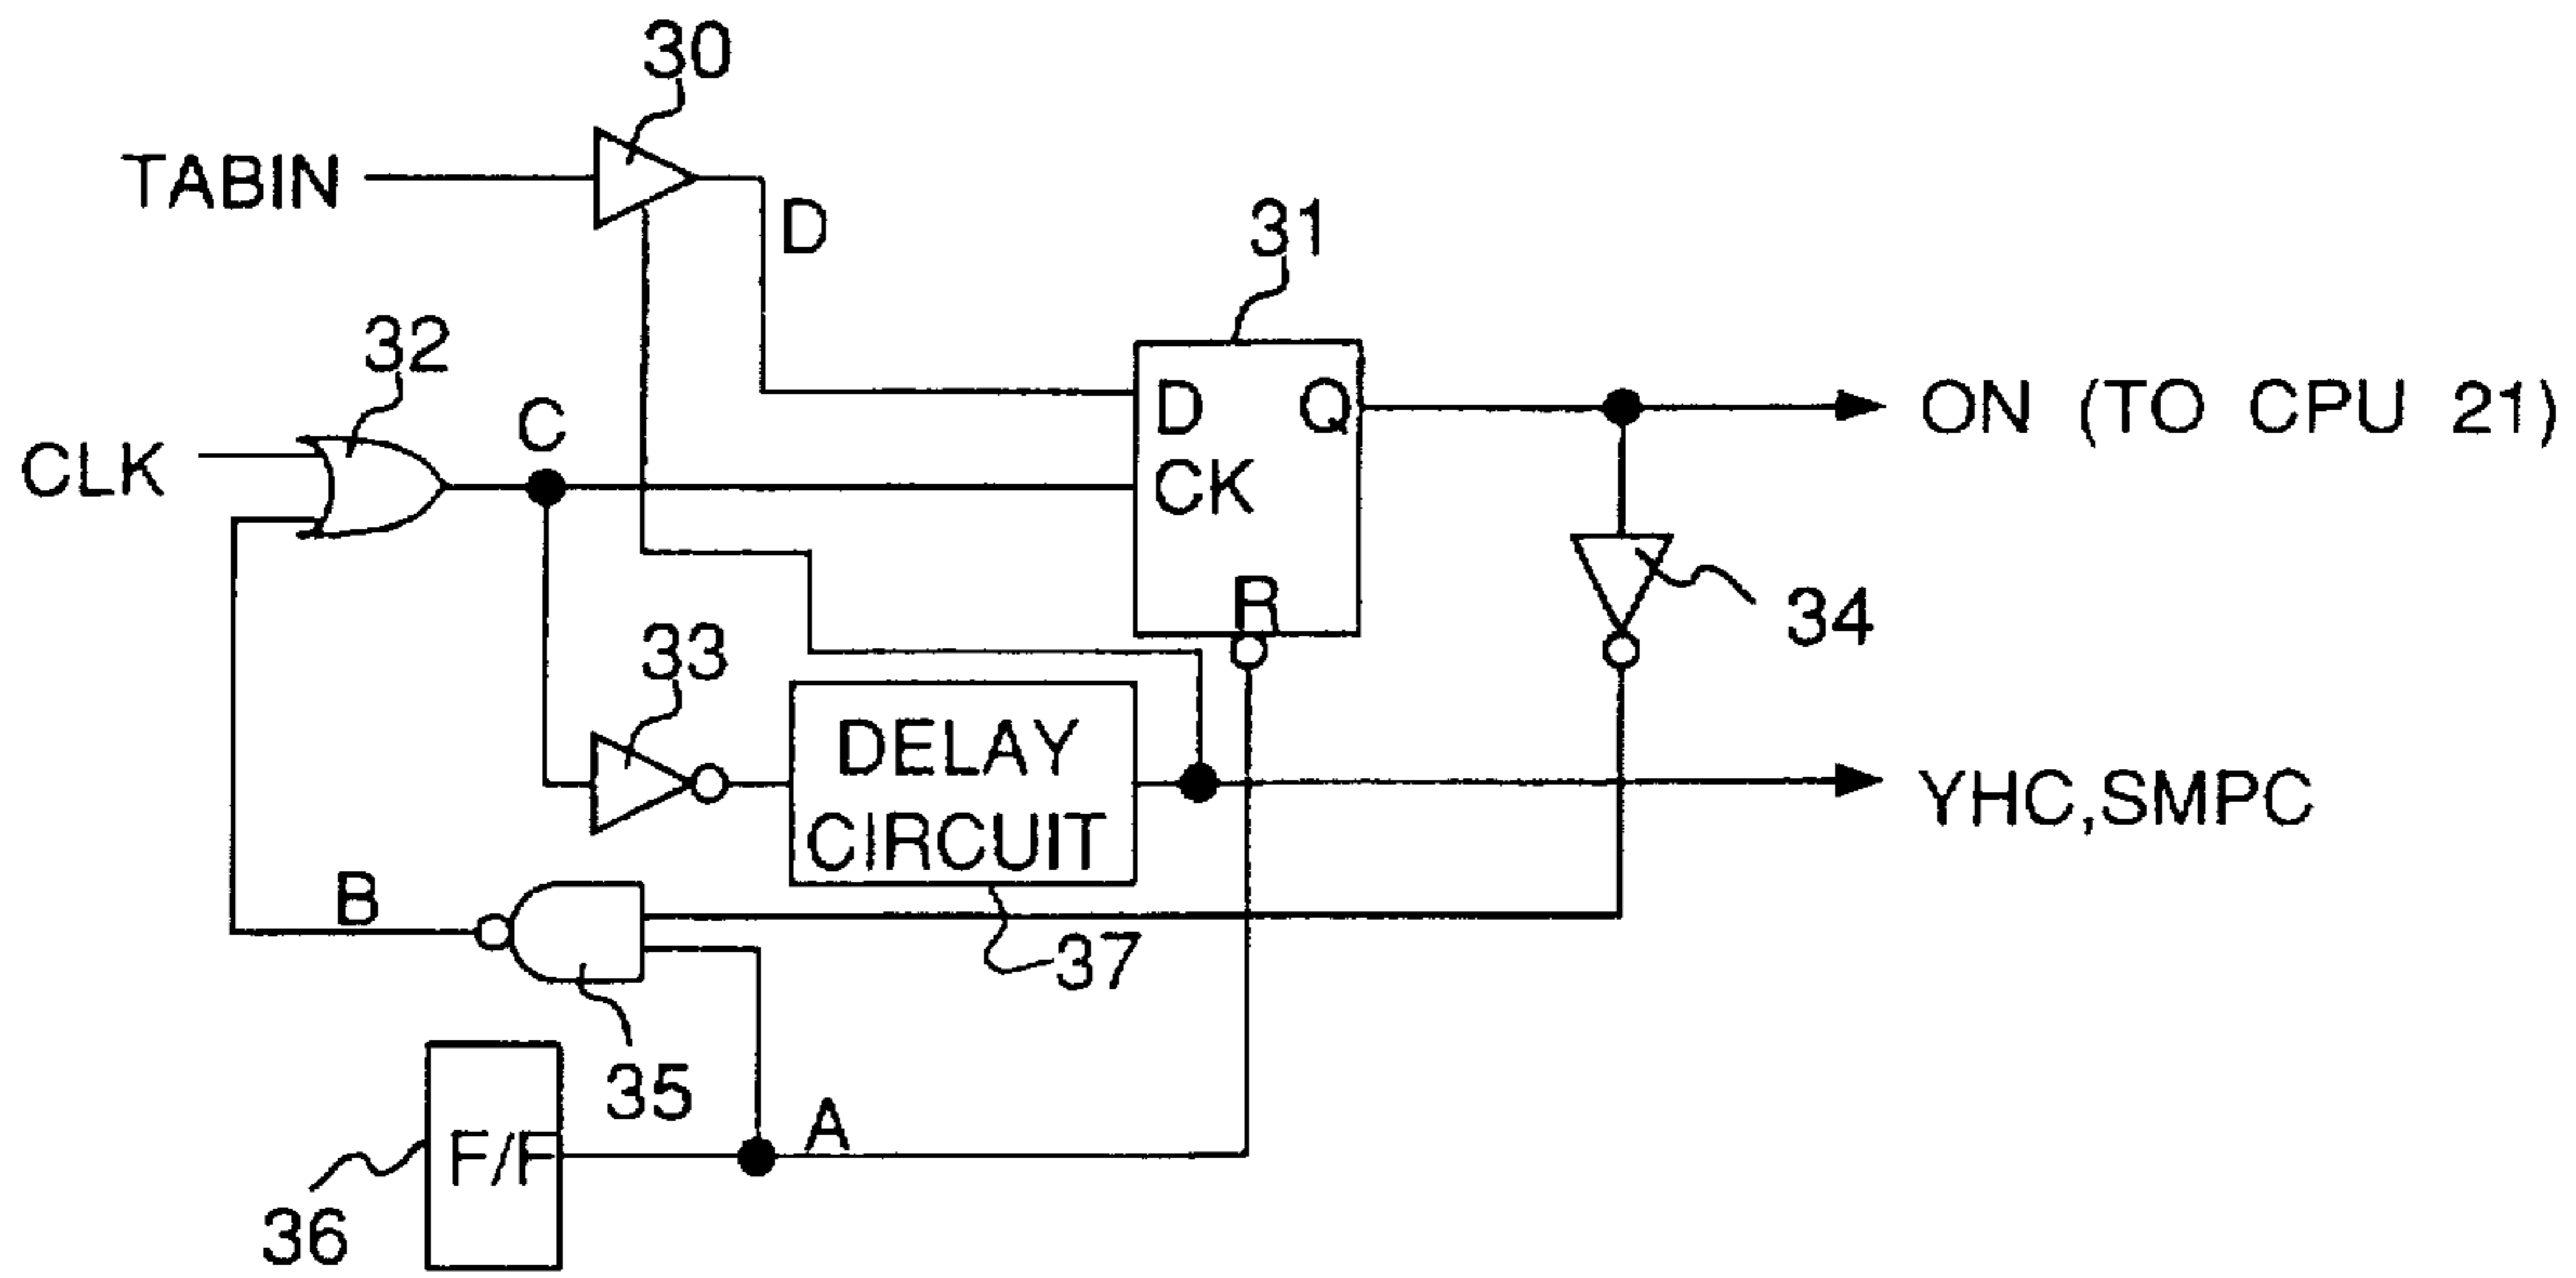 30
TABIN
D
31
32
CLK
C
D
Q
CK
R
ON (TO CPU 21)
34
33
DELAY
CIRCUIT
YHC,SMPC
B
37
35
A
F/F
36